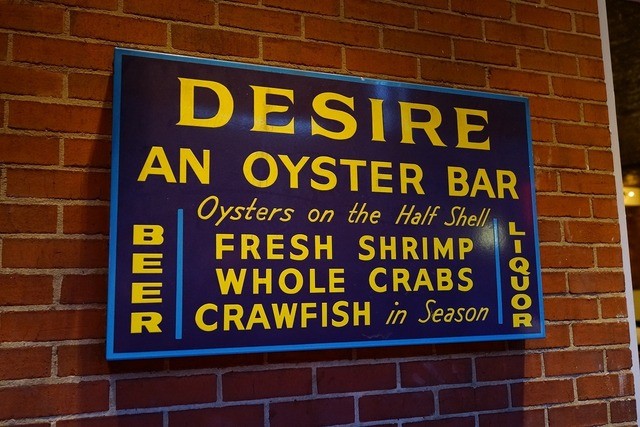 DESIRE
AN OYSTER BAR
Oysters on the Half Shell
BEER
FRESH SHRIMP
WHOLE CRABS
CRAWFISH in Season
LIQUOR